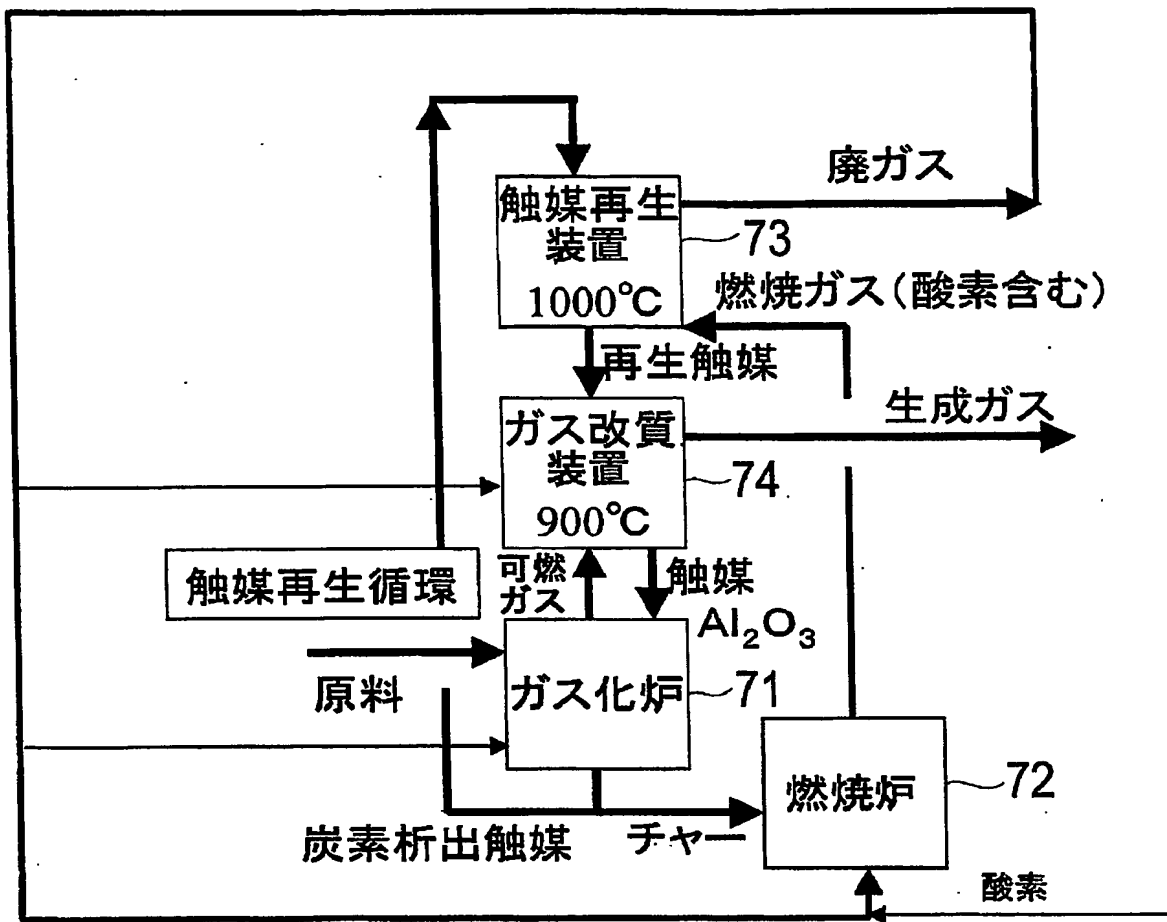 廃ガス
触媒再生
装置
1000℃
73
燃焼ガス(酸素含む)
再生触媒
生成ガス
ガス改質
装置
900℃
74
触媒再生循環
可燃
ガス
触媒
Al₂O₃
原料
ガス化炉
71
燃焼炉
72
炭素析出触媒
チャー
酸素